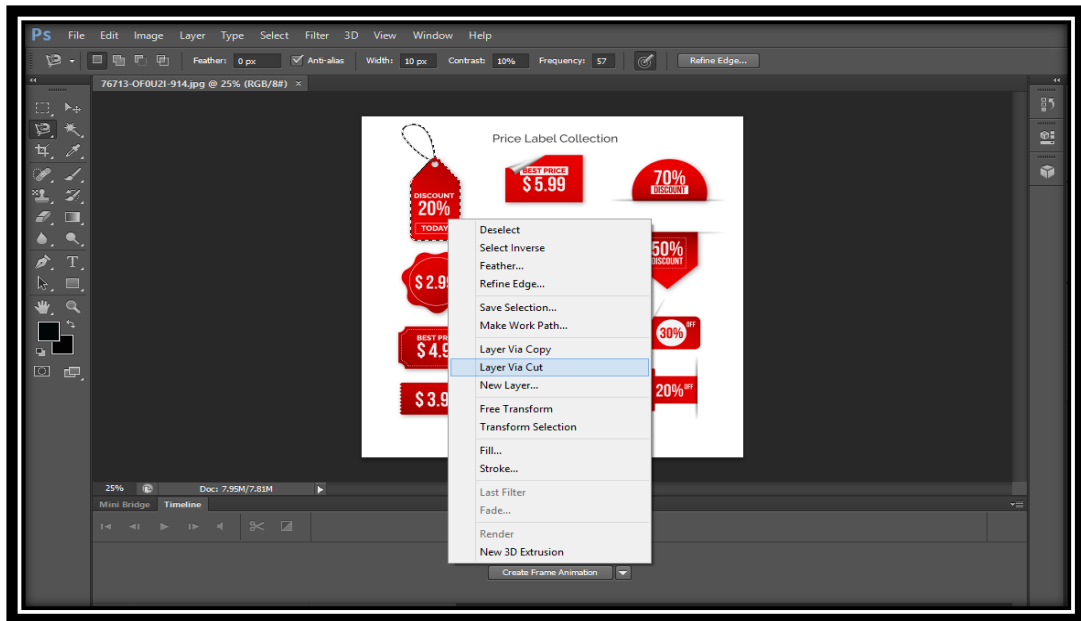 Ps File Edit Image Layer Type Select Filter 3D View Window Help
Feather: 0 px Anti-alias Width: 10 px Contrast: 10% Frequency: 57 Refine Edge...
76713-OF0U2I-914.jpg @ 25% (RGB/8#) ×
Price Label Collection
DISCOUNT
20%
TODAY
BEST PRICE
$ 5.99
70%
DISCOUNT
$ 2.9
50%
DISCOUNT
BEST PR
$ 4.9
30% OFF
$ 3.9
20% OFF
Deselect
Select Inverse
Feather...
Refine Edge...
Save Selection...
Make Work Path...
Layer Via Copy
Layer Via Cut
New Layer...
Free Transform
Transform Selection
Fill...
Stroke...
Last Filter
Fade...
Render
New 3D Extrusion
25% Doc: 7.95M/7.81M
Mini Bridge Timeline
Create Frame Animation